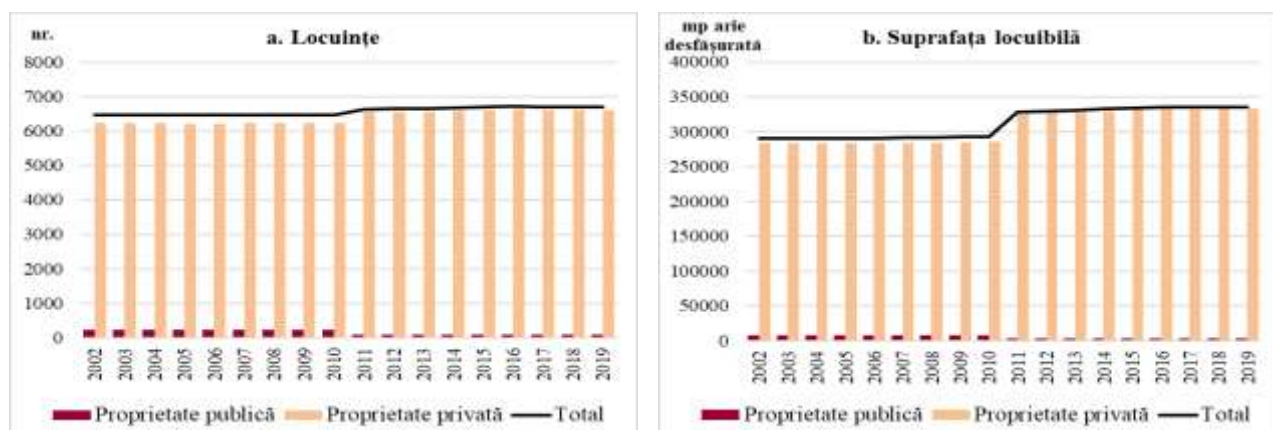 nr.
a. Locuințe
8000
7000
6000
5000
4000
3000
2000
1000
0
2002 2003 2004 2005 2006 2007 2008 2009 2010 2011 2012 2013 2014 2015 2016 2017 2018 2019
Proprietate publică Proprietate privată Total
mp arie
desfășurată
b. Suprafața locuibilă
400000
350000
300000
250000
200000
150000
100000
50000
0
2002 2003 2004 2005 2006 2007 2008 2009 2010 2011 2012 2013 2014 2015 2016 2017 2018 2019
Proprietate publică Proprietate privată Total